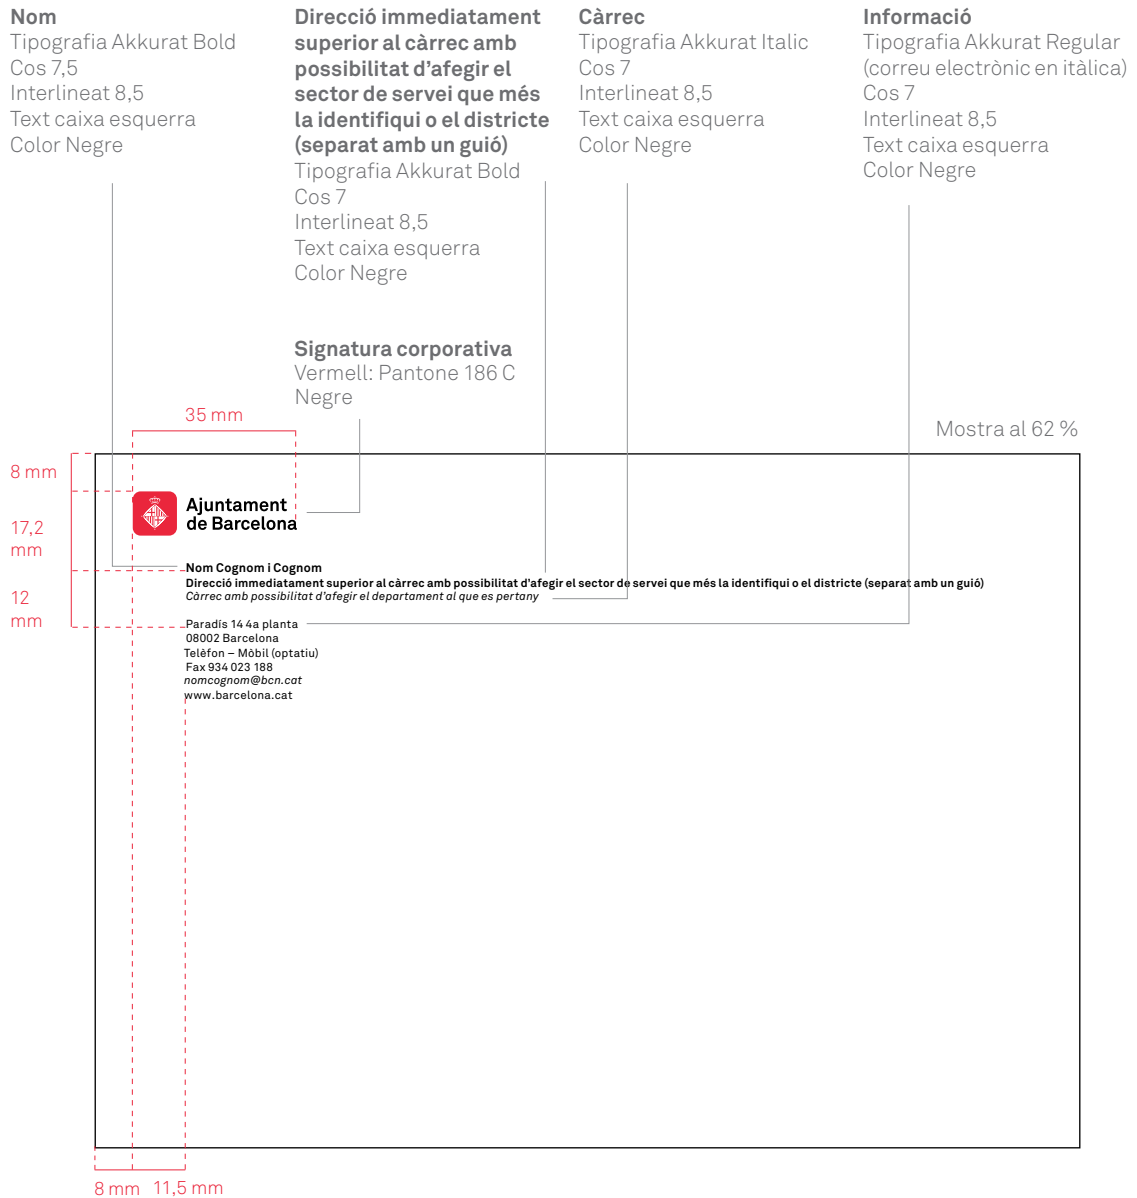 Nom
Tipografia Akkurat Bold
Cos 7,5
Interlineat 8,5
Text caixa esquerra
Color Negre
Direcció immediatament
superior al càrrec amb
possibilitat d’afegir el
sector de servei que més
la identifiqui o el districte
(separat amb un guió)
Tipografia Akkurat Bold
Cos 7
Interlineat 8,5
Text caixa esquerra
Color Negre
Càrrec
Tipografia Akkurat Italic
Cos 7
Interlineat 8,5
Text caixa esquerra
Color Negre
Informació
Tipografia Akkurat Regular
(correu electrònic en itàlica)
Cos 7
Interlineat 8,5
Text caixa esquerra
Color Negre
Signatura corporativa
Vermell: Pantone 186 C
Negre
35 mm
Mostra al 62 %
8 mm
17,2
mm
12
mm
Ajuntament
de Barcelona
Nom Cognom i Cognom
Direcció immediatament superior al càrrec amb possibilitat d’afegir el sector de servei que més la identifiqui o el districte (separat amb un guió)
Càrrec amb possibilitat d’afegir el departament al que es pertany
Paradís 14 4a planta
08002 Barcelona
Telèfon – Mòbil (optatiu)
Fax 934 023 188
nomcognom@bcn.cat
www.barcelona.cat
8 mm
11,5 mm